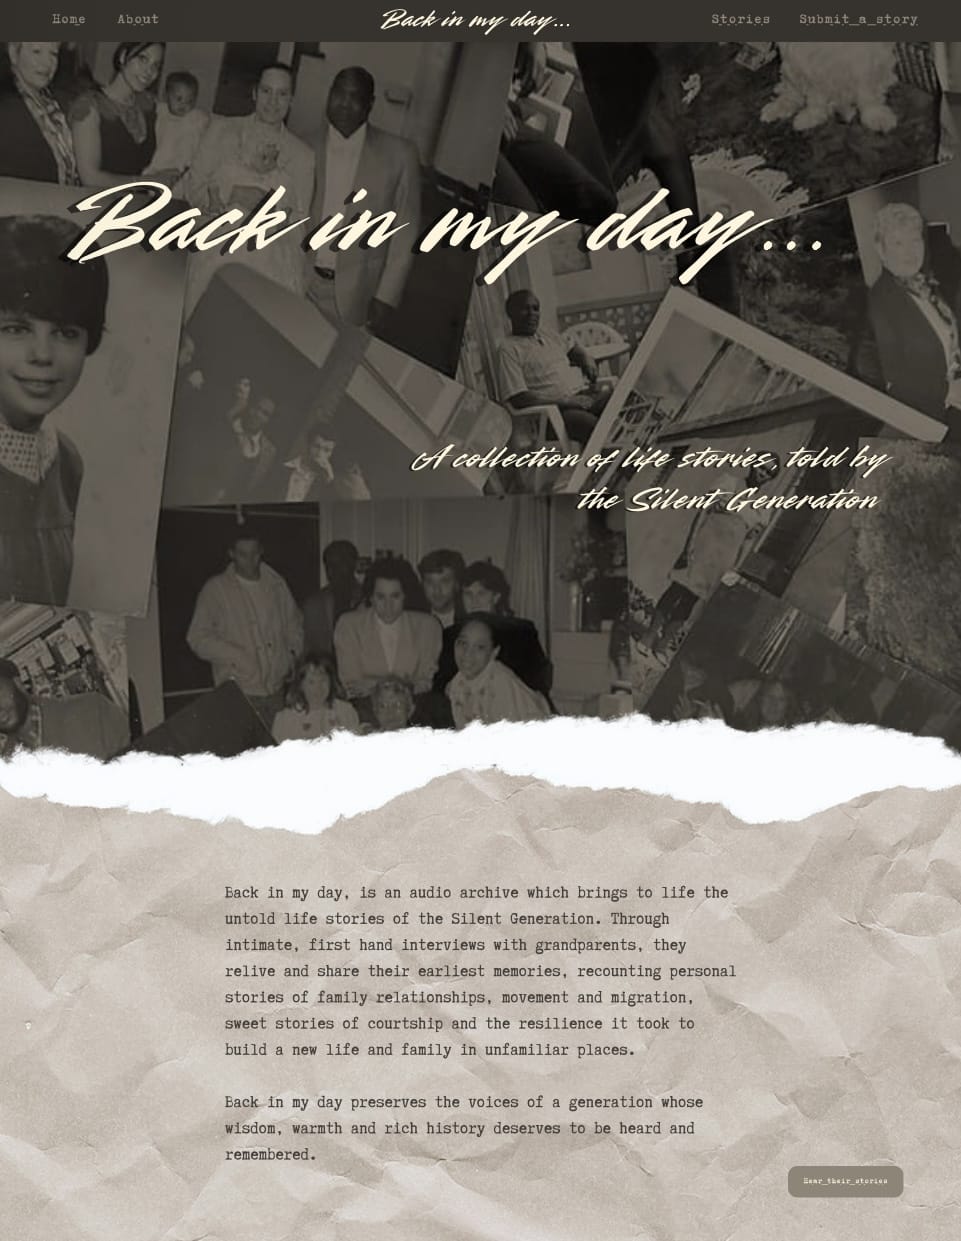 Home About Back in my day... Stories Submit_a_story
Back in my day...
A collection of life stories, told by
the Silent Generation
Back in my day, is an audio archive which brings to life the
untold life stories of the Silent Generation. Through
intimate, first hand interviews with grandparents, they
relive and share their earliest memories, recounting personal
stories of family relationships, movement and migration,
sweet stories of courtship and the resilience it took to
build a new life and family in unfamiliar places.
Back in my day preserves the voices of a generation whose
wisdom, warmth and rich history deserves to be heard and
remembered.
Hear_their_stories